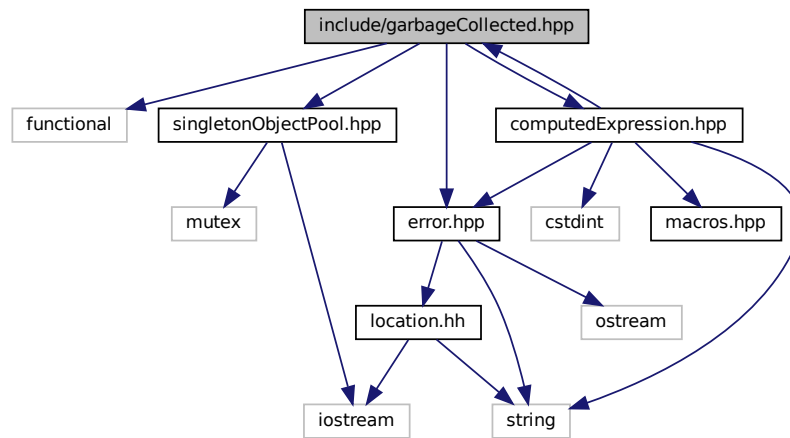 include/garbageCollected.hpp
functional
singletonObjectPool.hpp
computedExpression.hpp
mutex
error.hpp
cstdint
macros.hpp
location.hh
ostream
iostream
string